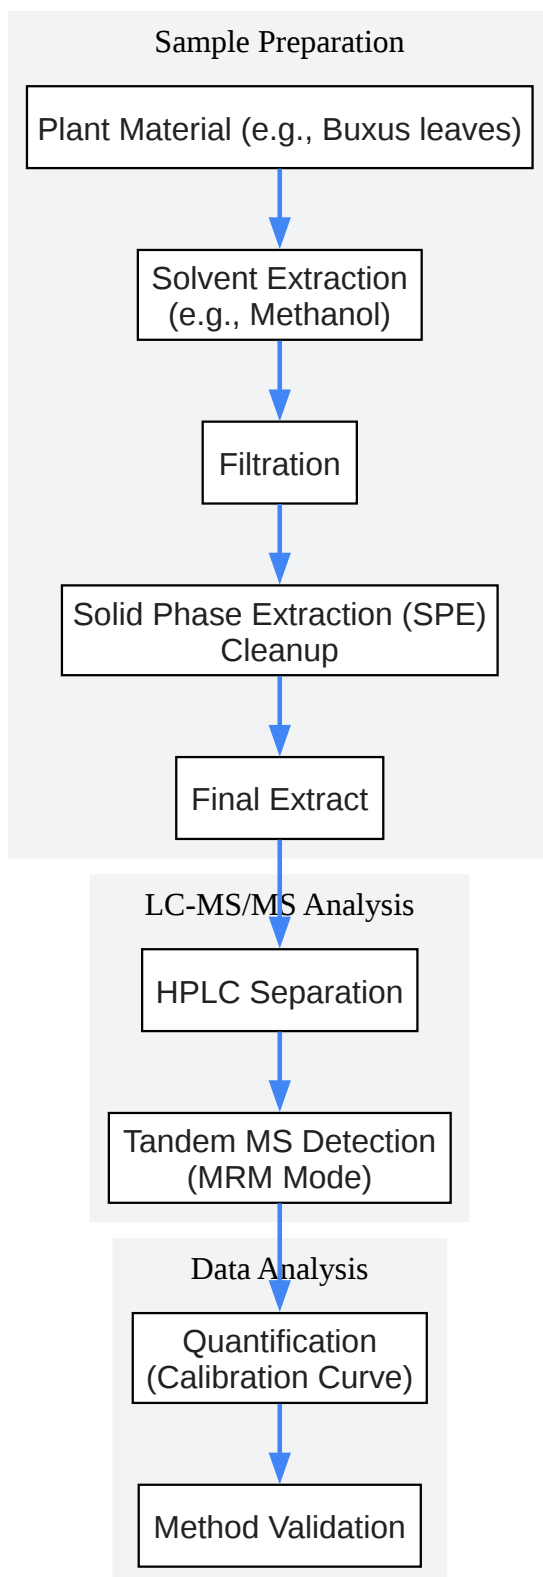 Sample Preparation
Plant Material (e.g., Buxus leaves)
Solvent Extraction
(e.g., Methanol)
Filtration
Solid Phase Extraction (SPE)
Cleanup
Final Extract
LC-MS/MS Analysis
HPLC Separation
Tandem MS Detection
(MRM Mode)
Data Analysis
Quantification
(Calibration Curve)
Method Validation